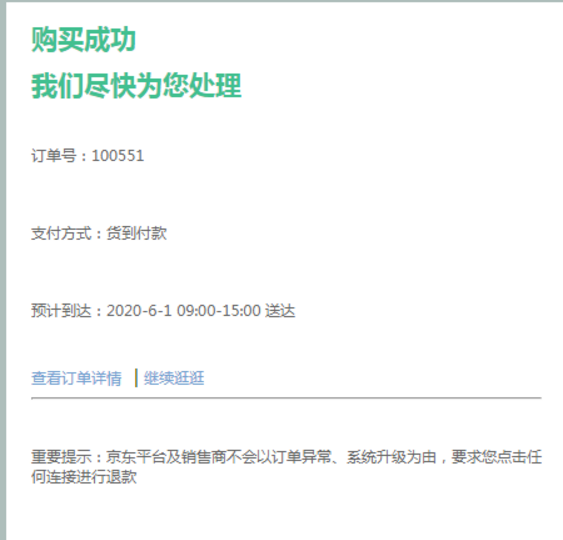 购买成功
我们尽快为您处理
订单号：100551
支付方式：货到付款
预计到达：2020-6-1 09:00-15:00 送达
查看订单详情 | 继续逛逛
重要提示：京东平台及销售商不会以订单异常、系统升级为由，要求您点击任
何连接进行退款